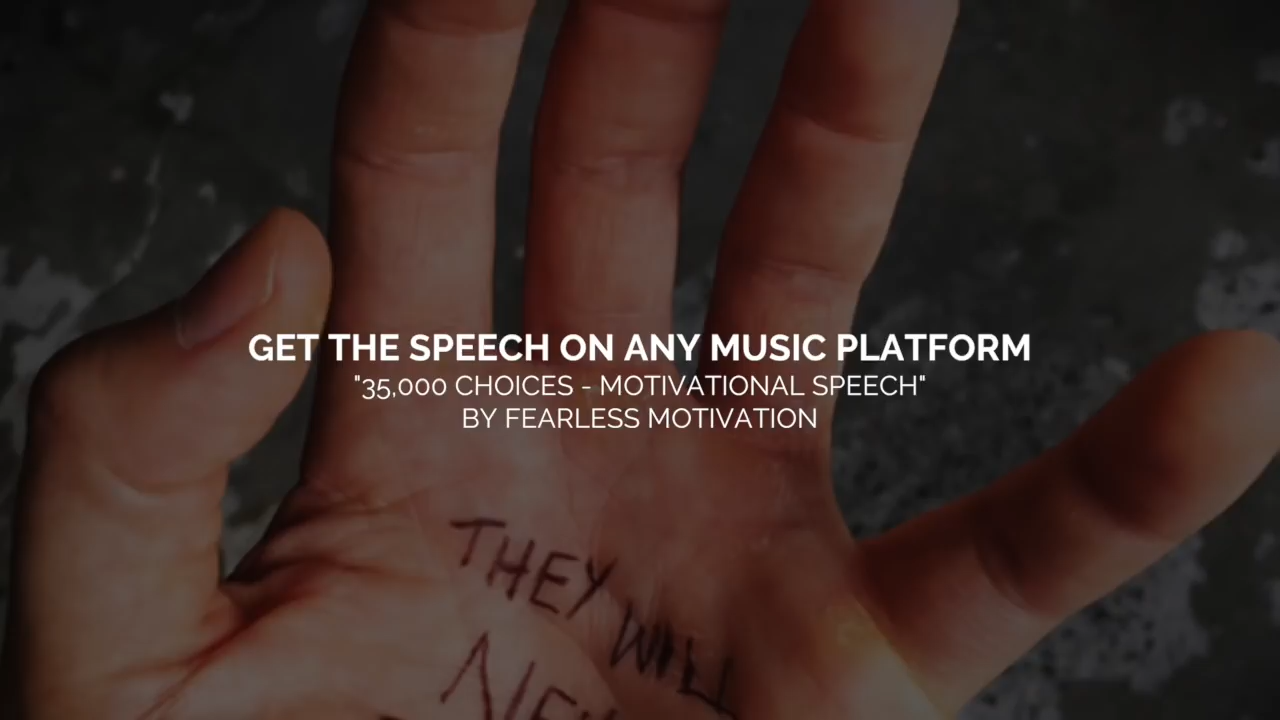 GET THE SPEECH ON ANY MUSIC PLATFORM
"35,000 CHOICES - MOTIVATIONAL SPEECH"
BY FEARLESS MOTIVATION
THEY WILL